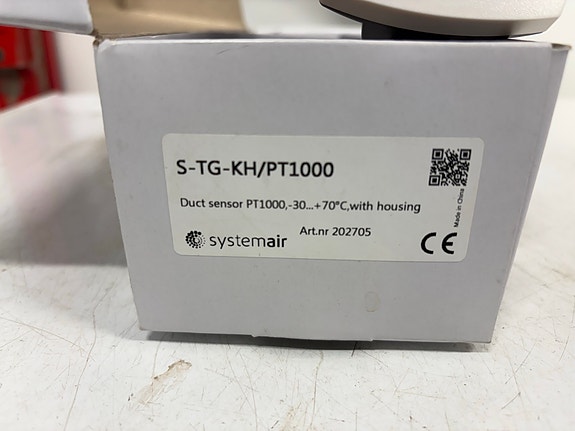 S-TG-KH/PT1000
Duct sensor PT1000,-30...+70°C,with housing
Made in China
Art.nr 202705
systemair
CE